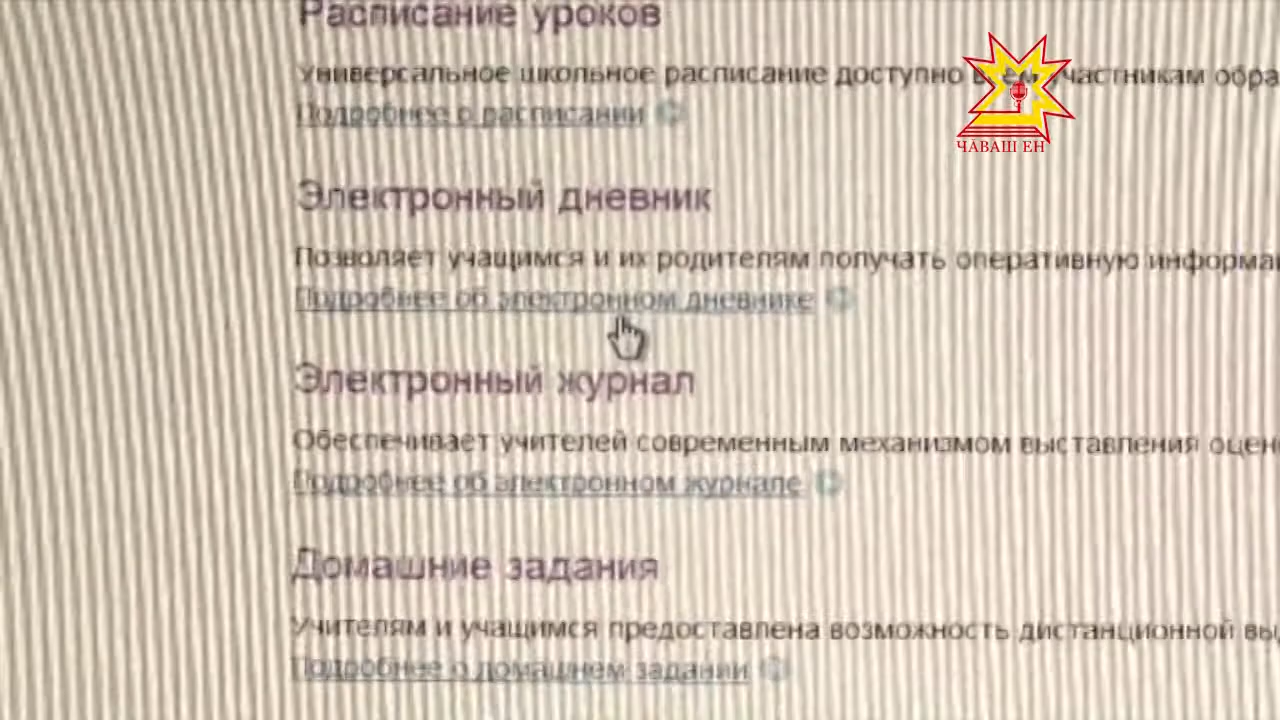 Расписание уроков
Универсальное школьное расписание доступно всем участникам обра
Подробнее о расписании
ЧӐВАШ ЕН
Электронный дневник
Позволяет учащимся и их родителям получать оперативную информа
Подробнее об электронном дневнике
Электронный журнал
Обеспечивает учителей современным механизмом выставления оцен
Подробнее об электронном журнале
Домашние задания
Учителям и учащимся предоставлена возможность дистанционной вы
Подробнее о домашнем задании